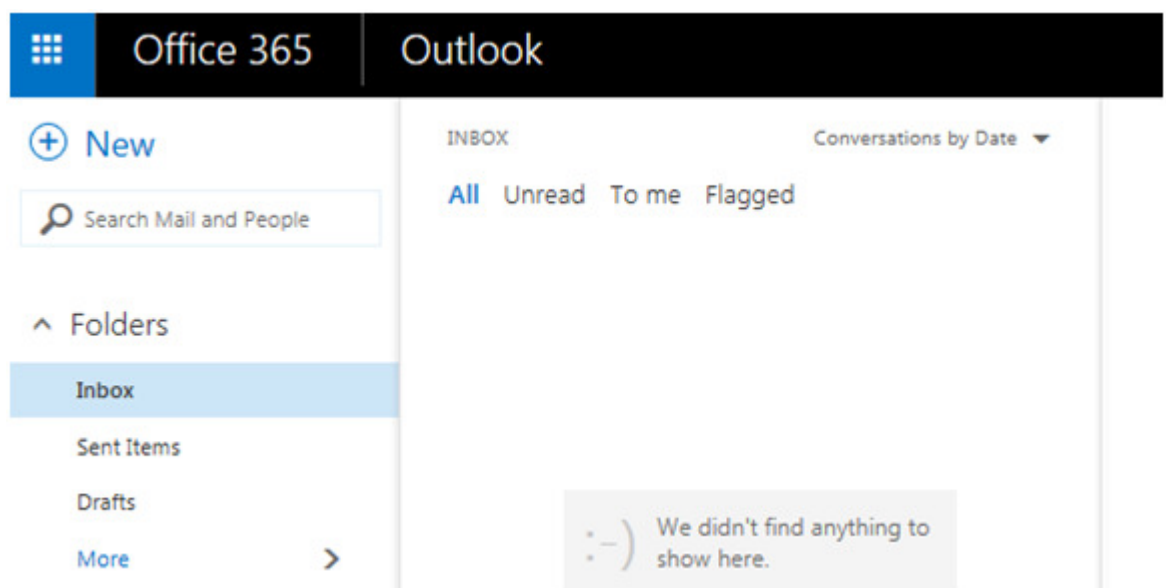 Office 365 Outlook
New
Search Mail and People
Folders
Inbox
Sent Items
Drafts
More
INBOX Conversations by Date
All Unread To me Flagged
:-)
We didn't find anything to
show here.